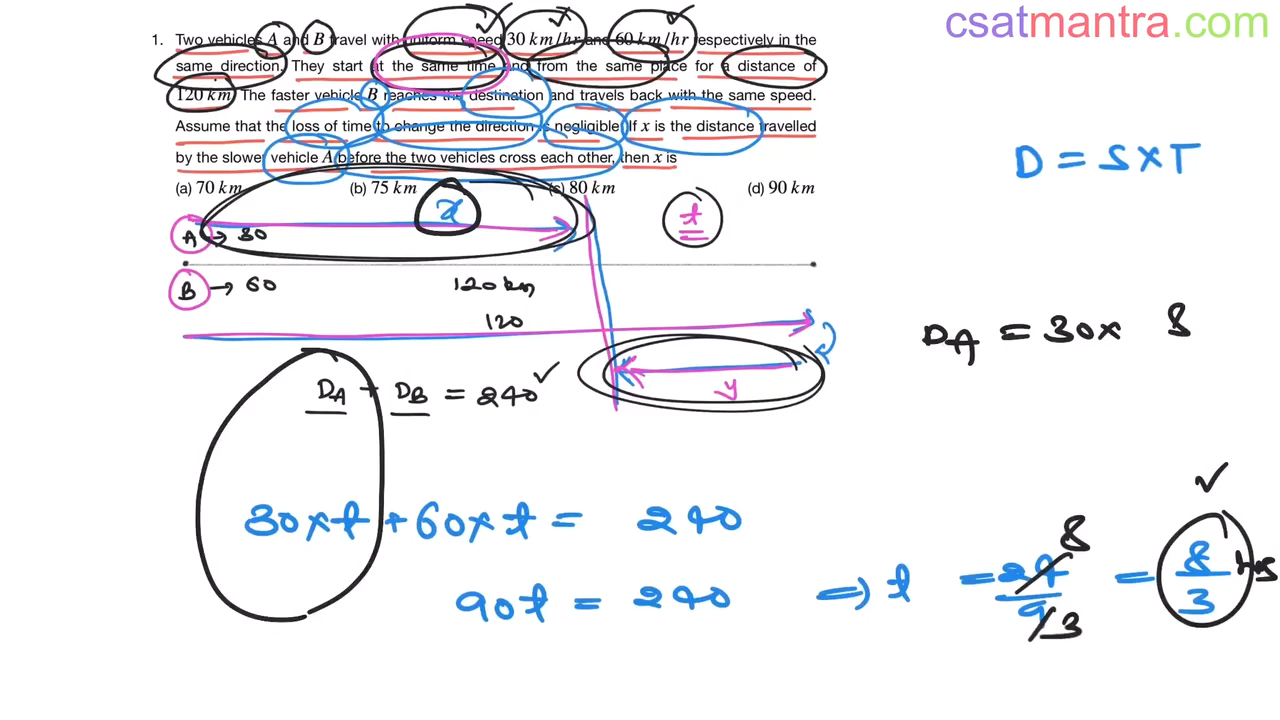 csatmantra.com
1. Two vehicles A and B travel with uniform speed 30 km/hr and 60 km/hr respectively in the
same direction. They start at the same time and from the same place for a distance of
120 km. The faster vehicle B reaches the destination and travels back with the same speed.
Assume that the loss of time to change the direction is negligible. If x is the distance travelled
by the slower vehicle A before the two vehicles cross each other, then x is
(a) 70 km (b) 75 km (c) 80 km (d) 90 km
D = S × T
x
t
A → 30
B → 60
120 km
120
y
DA + DB = 240
DA = 30 × 8
30 × t + 60 × t = 240
90t = 240 ⇒ t = 24/9 = 8/3 hrs
8
3